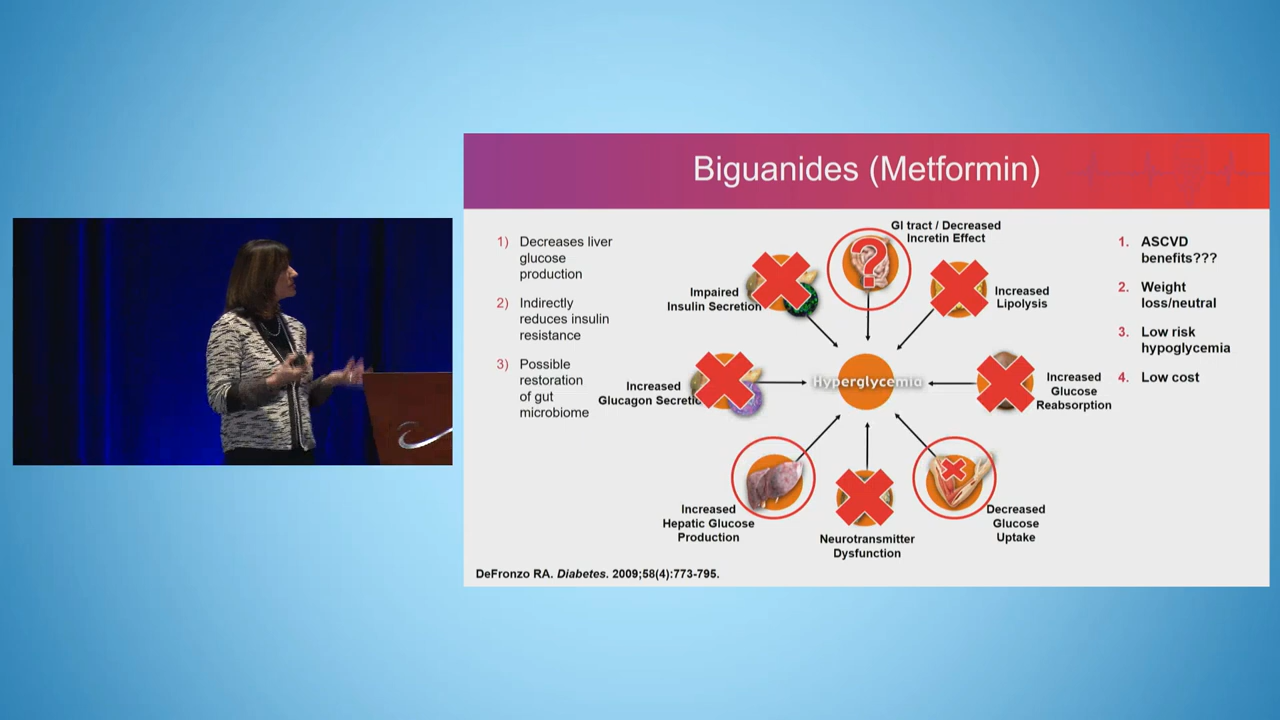 Biguanides (Metformin)
1) Decreases liver
glucose
production
2) Indirectly
reduces insulin
resistance
3) Possible
restoration
of gut
microbiome
GI tract / Decreased
Incretin Effect
?
Impaired
Insulin Secretion
Increased
Lipolysis
Increased
Glucagon Secretio
Hyperglycemia
Increased
Glucose
Reabsorption
Increased
Hepatic Glucose
Production
Neurotransmitter
Dysfunction
Decreased
Glucose
Uptake
1. ASCVD
benefits???
2. Weight
loss/neutral
3. Low risk
hypoglycemia
4. Low cost
DeFronzo RA. Diabetes. 2009;58(4):773-795.